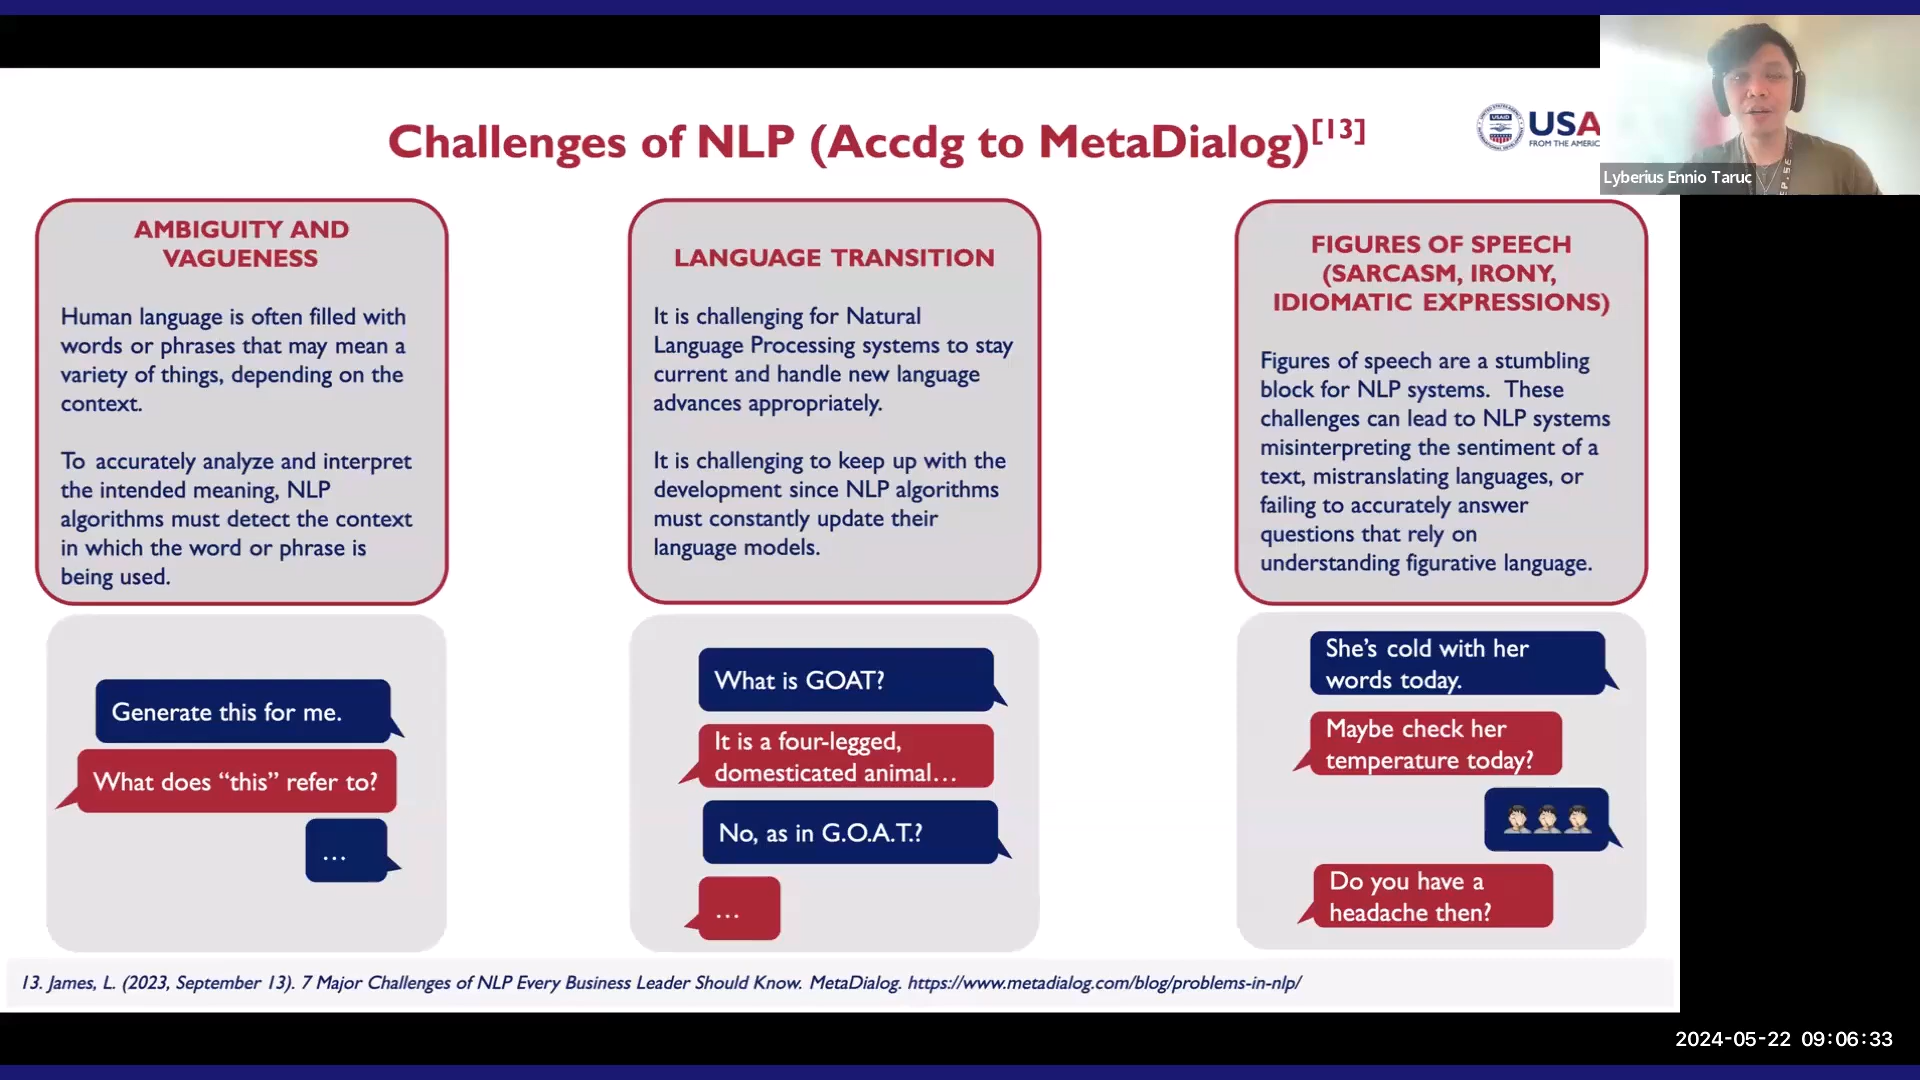 Challenges of NLP (Accdg to MetaDialog)[13]
USA
FROM THE AMERIC
Lyberius Ennio Taruc
AMBIGUITY AND
VAGUENESS
Human language is often filled with
words or phrases that may mean a
variety of things, depending on the
context.
To accurately analyze and interpret
the intended meaning, NLP
algorithms must detect the context
in which the word or phrase is
being used.
Generate this for me.
What does “this” refer to?
…
LANGUAGE TRANSITION
It is challenging for Natural
Language Processing systems to stay
current and handle new language
advances appropriately.
It is challenging to keep up with the
development since NLP algorithms
must constantly update their
language models.
What is GOAT?
It is a four-legged,
domesticated animal…
No, as in G.O.A.T.?
…
FIGURES OF SPEECH
(SARCASM, IRONY,
IDIOMATIC EXPRESSIONS)
Figures of speech are a stumbling
block for NLP systems.  These
challenges can lead to NLP systems
misinterpreting the sentiment of a
text, mistranslating languages, or
failing to accurately answer
questions that rely on
understanding figurative language.
She’s cold with her
words today.
Maybe check her
temperature today?
🤦🏻🤦🏻🤦🏻
Do you have a
headache then?
13. James, L. (2023, September 13). 7 Major Challenges of NLP Every Business Leader Should Know. MetaDialog. https://www.metadialog.com/blog/problems-in-nlp/
2024-05-22 09:06:33